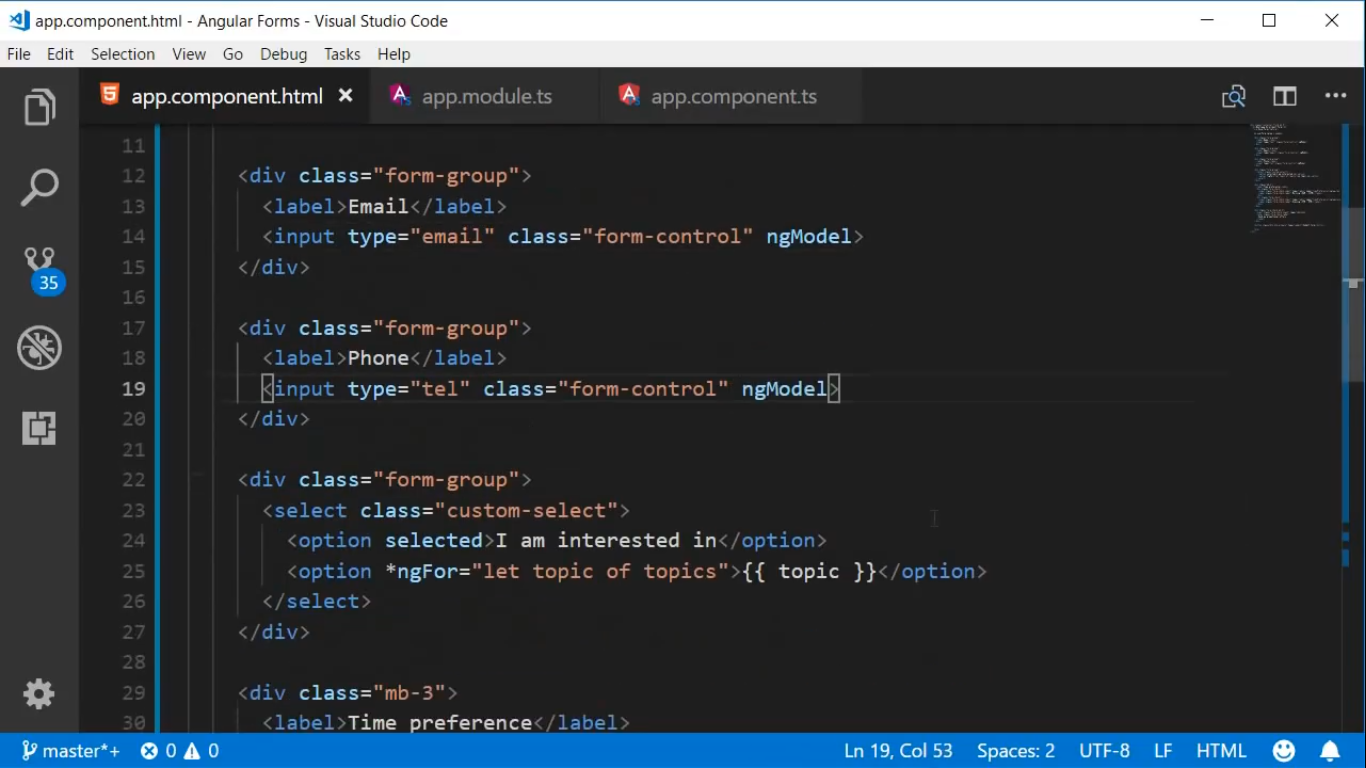 app.component.html - Angular Forms - Visual Studio Code
File Edit Selection View Go Debug Tasks Help
app.component.html app.module.ts app.component.ts
11
12 <div class="form-group">
13 <label>Email</label>
14 <input type="email" class="form-control" ngModel>
15 </div>
16
17 <div class="form-group">
18 <label>Phone</label>
19 <input type="tel" class="form-control" ngModel>
20 </div>
21
22 <div class="form-group">
23 <select class="custom-select">
24 <option selected>I am interested in</option>
25 <option *ngFor="let topic of topics">{{ topic }}</option>
26 </select>
27 </div>
28
29 <div class="mb-3">
30 <label>Time preference</label>
35
master*+ 0 0 Ln 19, Col 53 Spaces: 2 UTF-8 LF HTML